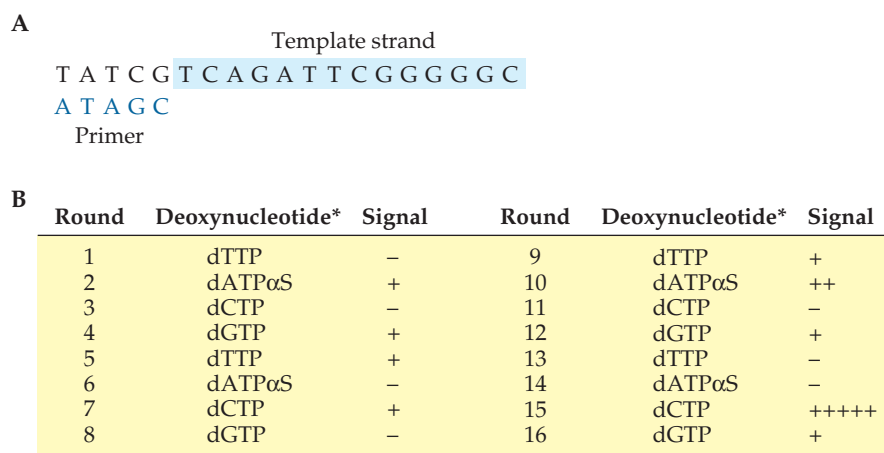 A
Template strand
T A T C G T C A G A T T C G G G G G C
A T A G C
Primer
B
Round Deoxynucleotide* Signal Round Deoxynucleotide* Signal
1 dTTP – 9 dTTP +
2 dATPαS + 10 dATPαS ++
3 dCTP – 11 dCTP –
4 dGTP + 12 dGTP +
5 dTTP + 13 dTTP –
6 dATPαS – 14 dATPαS –
7 dCTP + 15 dCTP +++++
8 dGTP – 16 dGTP +